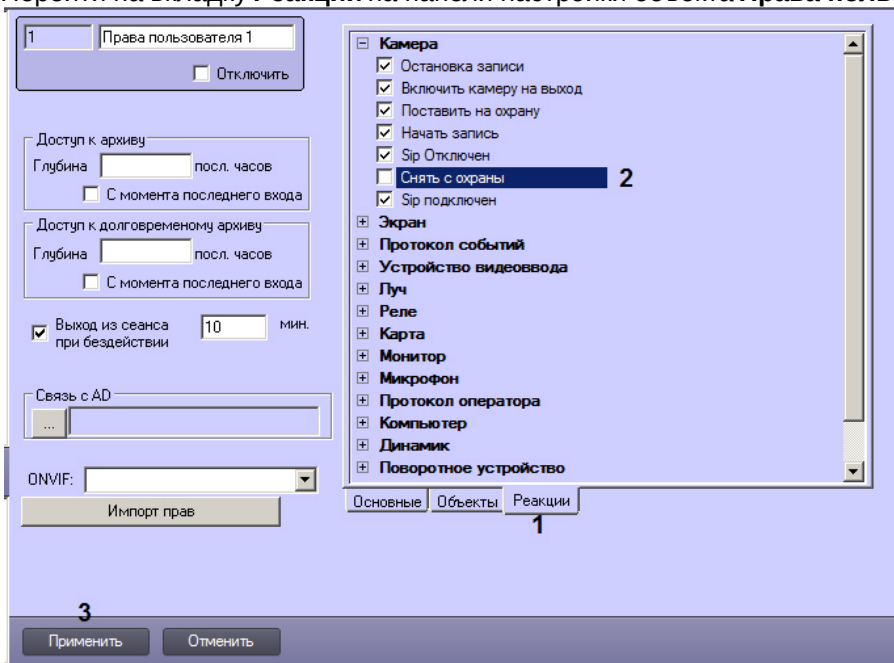 Реакции
1
Права пользователя 1
Отключить
Доступ к архиву
Глубина посл. часов
С момента последнего входа
Доступ к долговременому архиву
Глубина посл. часов
С момента последнего входа
Выход из сеанса при бездействии 10 мин.
Связь с AD
...
ONVIF:
Импорт прав
Камера
Остановка записи
Включить камеру на выход
Поставить на охрану
Начать запись
Sip Отключен
Снять с охраны 2
Sip подключен
Экран
Протокол событий
Устройство видеоввода
Луч
Реле
Карта
Монитор
Микрофон
Протокол оператора
Компьютер
Динамик
Поворотное устройство
Основные Объекты Реакции
1
3
Применить Отменить